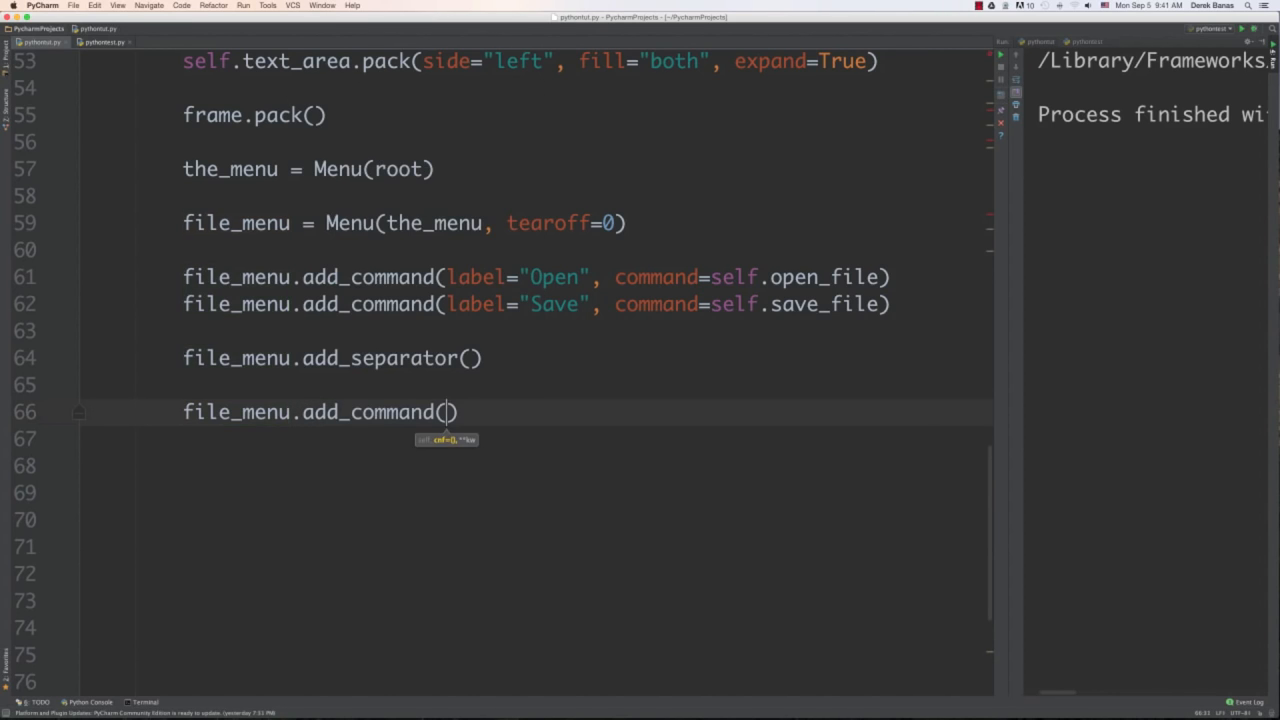 PyCharm File Edit View Navigate Code Refactor Run Tools VCS Window Help 10 Mon Sep 5 9:41 AM Derek Banas
pythontut.py - PycharmProjects - [~/PycharmProjects]
PycharmProjects pythontut.py pythontest
pythontut.py pythontest.py Run: pythontut pythontest
53 self.text_area.pack(side="left", fill="both", expand=True)
54
55 frame.pack()
56
57 the_menu = Menu(root)
58
59 file_menu = Menu(the_menu, tearoff=0)
60
61 file_menu.add_command(label="Open", command=self.open_file)
62 file_menu.add_command(label="Save", command=self.save_file)
63
64 file_menu.add_separator()
65
66 file_menu.add_command()
self: cnf={}, **kw
67
68
69
70
71
72
73
74
75
76
/Library/Frameworks
Process finished wi
1: Project
Z: Structure
2: Favorites
Run
6: TODO Python Console Terminal Event Log
Platform and Plugin Updates: PyCharm Community Edition is ready to update. (yesterday 7:51 PM) 66:31 LF÷ UTF-8÷